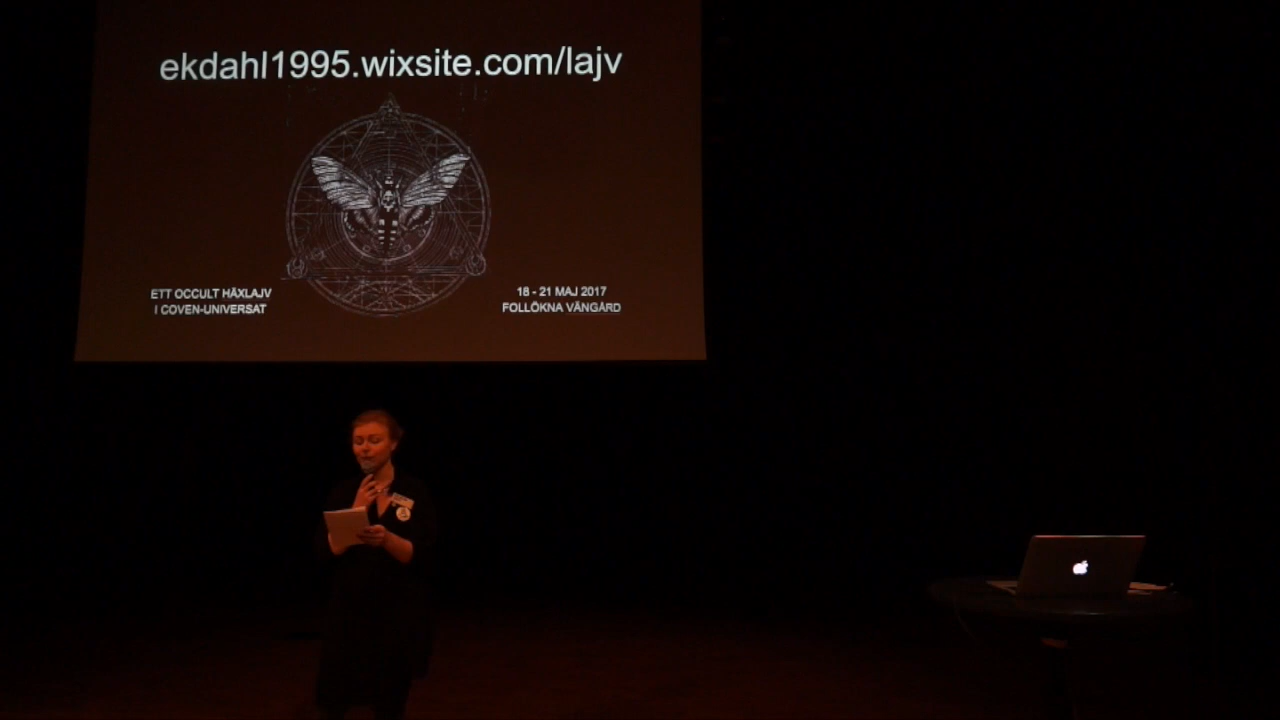 ekdahl1995.wixsite.com/lajv
ETT OCCULT HÄXLAJV
I COVEN-UNIVERSAT
18 - 21 MAJ 2017
FOLLÖKNA VÄNGÅRD